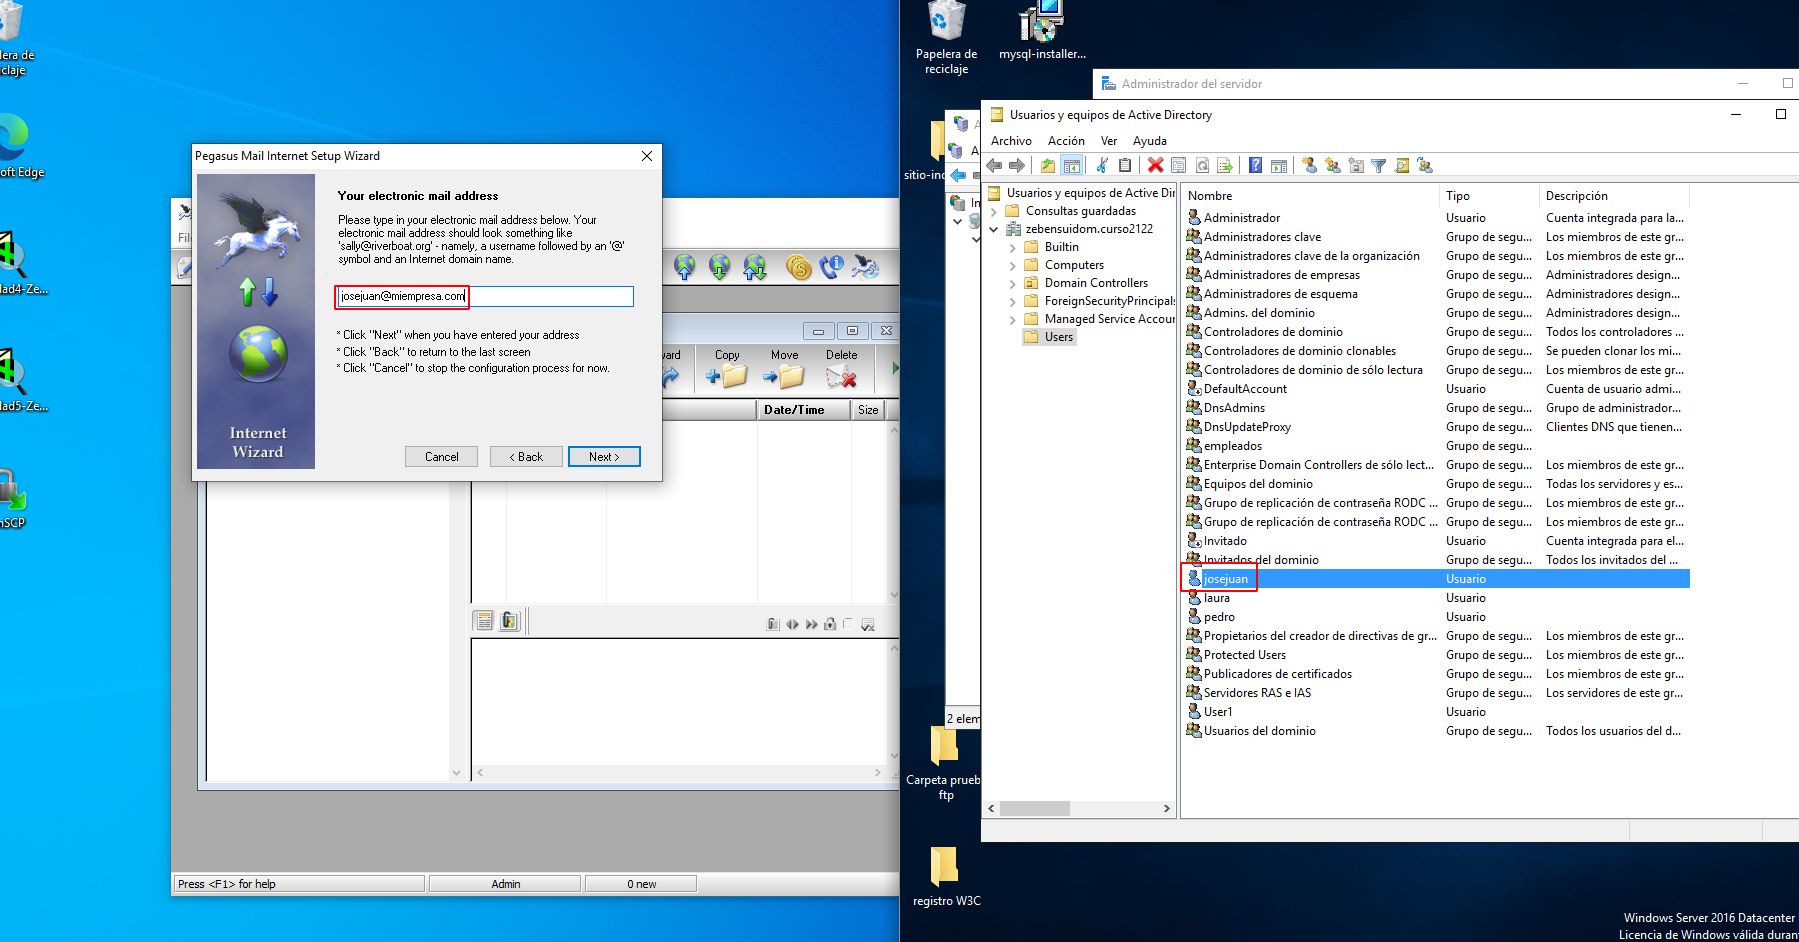 lera de
ciclaje
oft Edge
dad4-Ze...
dad5-Ze...
nSCP
Pegasus Mail Internet Setup Wizard
Your electronic mail address
Please type in your electronic mail address below. Your
electronic mail address should look something like
'sally@riverboat.org' - namely, a username followed by an '@'
symbol and an Internet domain name.
josejuan@miempresa.com
* Click "Next" when you have entered your address
* Click "Back" to return to the last screen
* Click "Cancel" to stop the configuration process for now.
Internet
Wizard
Cancel
< Back
Next >
Fil
ward
Copy
Move
Delete
Date/Time
Size
Press <F1> for help
Admin
0 new
Papelera de
reciclaje
mysql-installer...
sitio-ind
Carpeta prueb
ftp
registro W3C
Administrador del servidor
A
A
In
2 elem
Usuarios y equipos de Active Directory
Archivo Acción Ver Ayuda
Usuarios y equipos de Active Dir
Consultas guardadas
zebensuidom.curso2122
Builtin
Computers
Domain Controllers
ForeignSecurityPrincipals
Managed Service Accour
Users
Nombre Tipo Descripción
Administrador Usuario Cuenta integrada para la...
Administradores clave Grupo de segu... Los miembros de este gr...
Administradores clave de la organización Grupo de segu... Los miembros de este gr...
Administradores de empresas Grupo de segu... Administradores design...
Administradores de esquema Grupo de segu... Administradores design...
Admins. del dominio Grupo de segu... Administradores design...
Controladores de dominio Grupo de segu... Todos los controladores ...
Controladores de dominio clonables Grupo de segu... Se pueden clonar los mi...
Controladores de dominio de sólo lectura Grupo de segu... Los miembros de este gr...
DefaultAccount Usuario Cuenta de usuario admi...
DnsAdmins Grupo de segu... Grupo de administrador...
DnsUpdateProxy Grupo de segu... Clientes DNS que tienen...
empleados Grupo de segu...
Enterprise Domain Controllers de sólo lect... Grupo de segu... Los miembros de este gr...
Equipos del dominio Grupo de segu... Todas los servidores y es...
Grupo de replicación de contraseña RODC ... Grupo de segu... Los miembros de este gr...
Grupo de replicación de contraseña RODC ... Grupo de segu... Los miembros de este gr...
Invitado Usuario Cuenta integrada para el...
Invitados del dominio Grupo de segu... Todos los invitados del ...
josejuan Usuario
laura Usuario
pedro Usuario
Propietarios del creador de directivas de gr... Grupo de segu... Los miembros de este gr...
Protected Users Grupo de segu... Los miembros de este gr...
Publicadores de certificados Grupo de segu... Los miembros de este gr...
Servidores RAS e IAS Grupo de segu... Los servidores de este gr...
User1 Usuario
Usuarios del dominio Grupo de segu... Todos los usuarios del d...
Windows Server 2016 Datacenter
Licencia de Windows válida duran